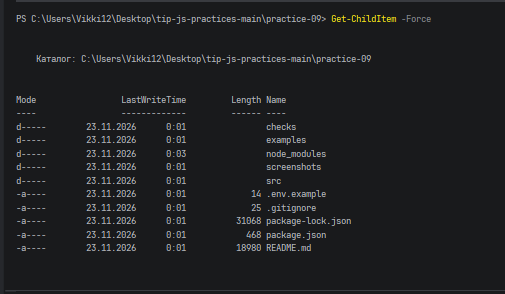 PS C:\Users\Vikki12\Desktop\tip-js-practices-main\practice-09> Get-ChildItem -Force
Каталог: C:\Users\Vikki12\Desktop\tip-js-practices-main\practice-09
Mode                LastWriteTime         Length Name
----                -------------         ------ ----
d-----       23.11.2026      0:01                checks
d-----       23.11.2026      0:01                examples
d-----       23.11.2026      0:03                node_modules
d-----       23.11.2026      0:01                screenshots
d-----       23.11.2026      0:01                src
-a----       23.11.2026      0:01             14 .env.example
-a----       23.11.2026      0:01             25 .gitignore
-a----       23.11.2026      0:01          31068 package-lock.json
-a----       23.11.2026      0:01            468 package.json
-a----       23.11.2026      0:01          18980 README.md